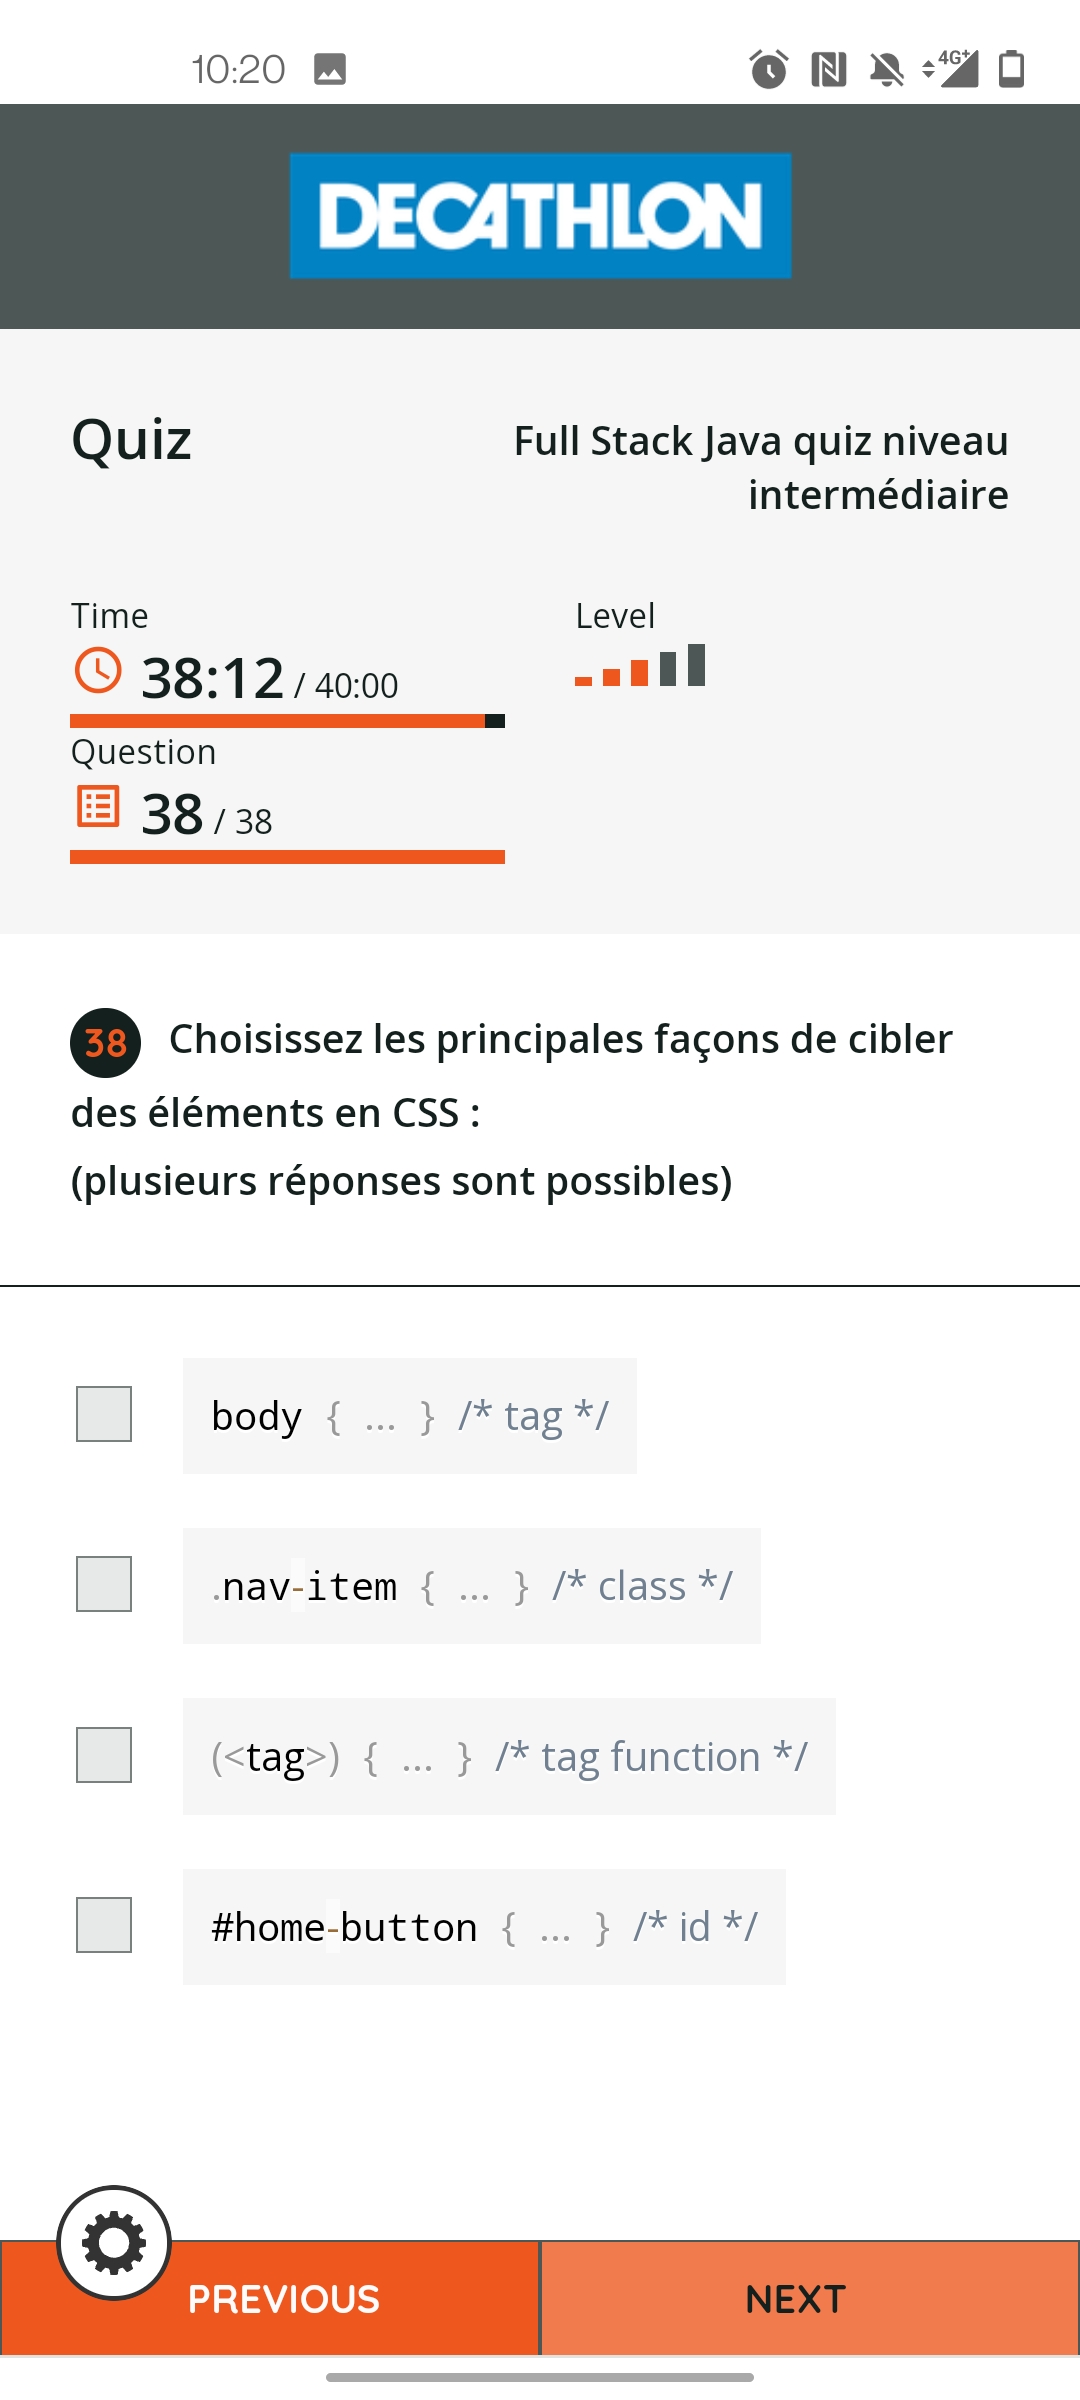 10:20
4G+
DECATHLON
Quiz
Full Stack Java quiz niveau
intermédiaire
Time
38:12 / 40:00
Level
Question
38 / 38
38 Choisissez les principales façons de cibler
des éléments en CSS :
(plusieurs réponses sont possibles)
body { ... } /* tag */
.nav-item { ... } /* class */
(<tag>) { ... } /* tag function */
#home-button { ... } /* id */
PREVIOUS
NEXT